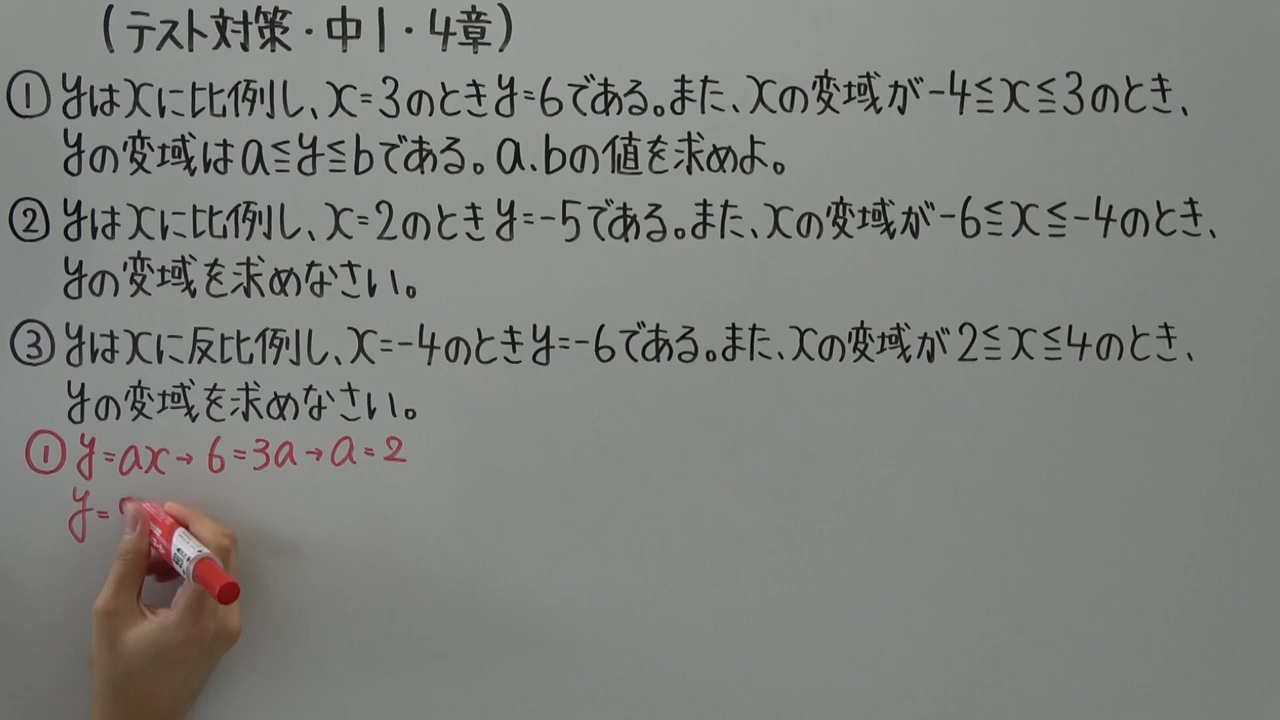 (テスト対策・中1・4章)
①yはxに比例し、x=3のときy=6である。また、xの変域が-4≦x≦3のとき、
yの変域はa≦y≦bである。a.bの値を求めよ。
②yはxに比例し、x=2のときy=-5である。また、xの変域が-6≦x≦-4のとき、
yの変域を求めなさい。
③yはxに反比例し、x=-4のときy=-6である。また、xの変域が2≦x≦4のとき、
yの変域を求めなさい。
①y=ax→6=3a→a=2
y=